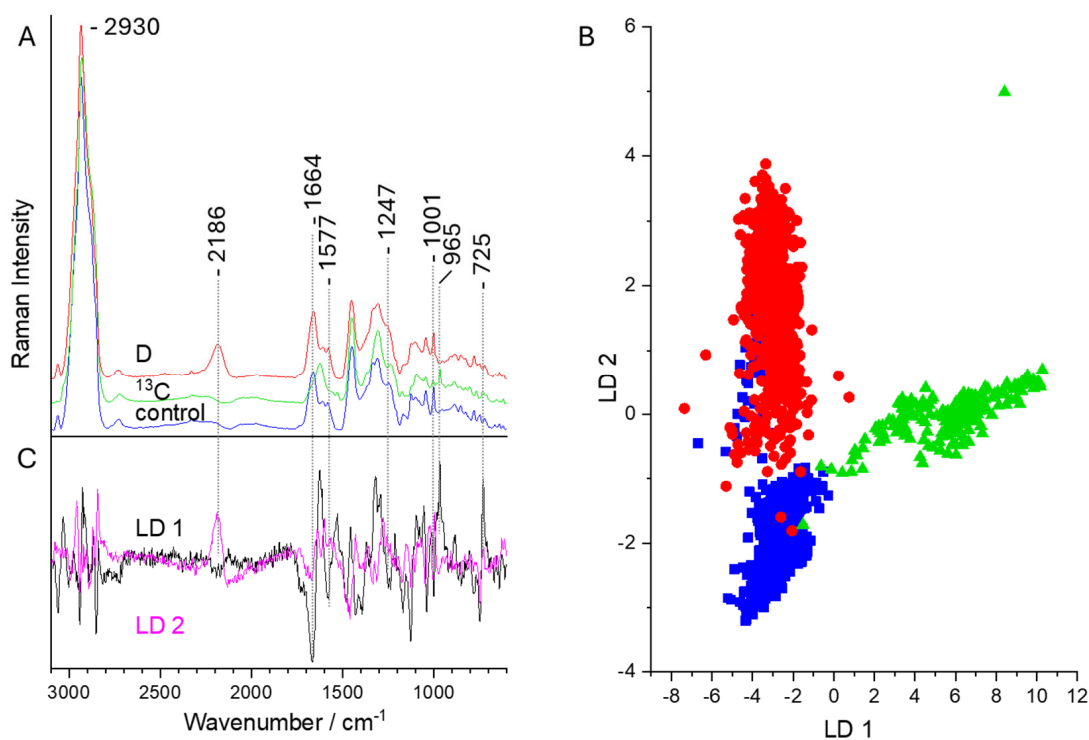 A
- 2930
- 2186
- 1664
- 1577
- 1247
- 1001
965
- 725
Raman Intensity
D
¹³C
control
C
LD 1
LD 2
3000 2500 2000 1500 1000
Wavenumber / cm⁻¹
B
6
4
2
0
-2
-4
LD 2
-8 -6 -4 -2 0 2 4 6 8 10 12
LD 1